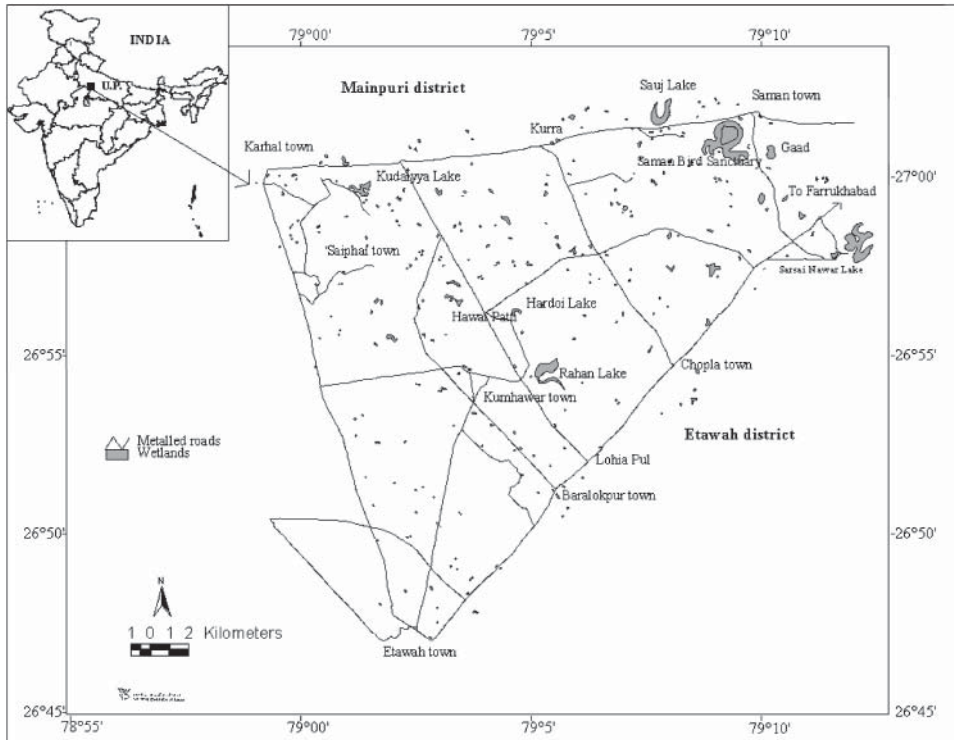 INDIA
U.P.
79°00'
79°5'
79°10'
Mainpuri district
Sauj Lake
Saman town
Kurra
Karhal town
Saman Bird Sanctuary
Gaad
27°00'
Kudaiyya Lake
To Farrukhabad
Saiphai town
Sarsai Nawar Lake
Hardoi Lake
Hawai Patti
26°55'
26°55'
Rahan Lake
Chopla town
Kumhawar town
Etawah district
Metalled roads
Wetlands
Lohia Pul
Baralokpur town
26°50'
26°50'
N
1 0 1 2 Kilometers
Etawah town
26°45'
26°45'
78°55'
79°00'
79°5'
79°10'